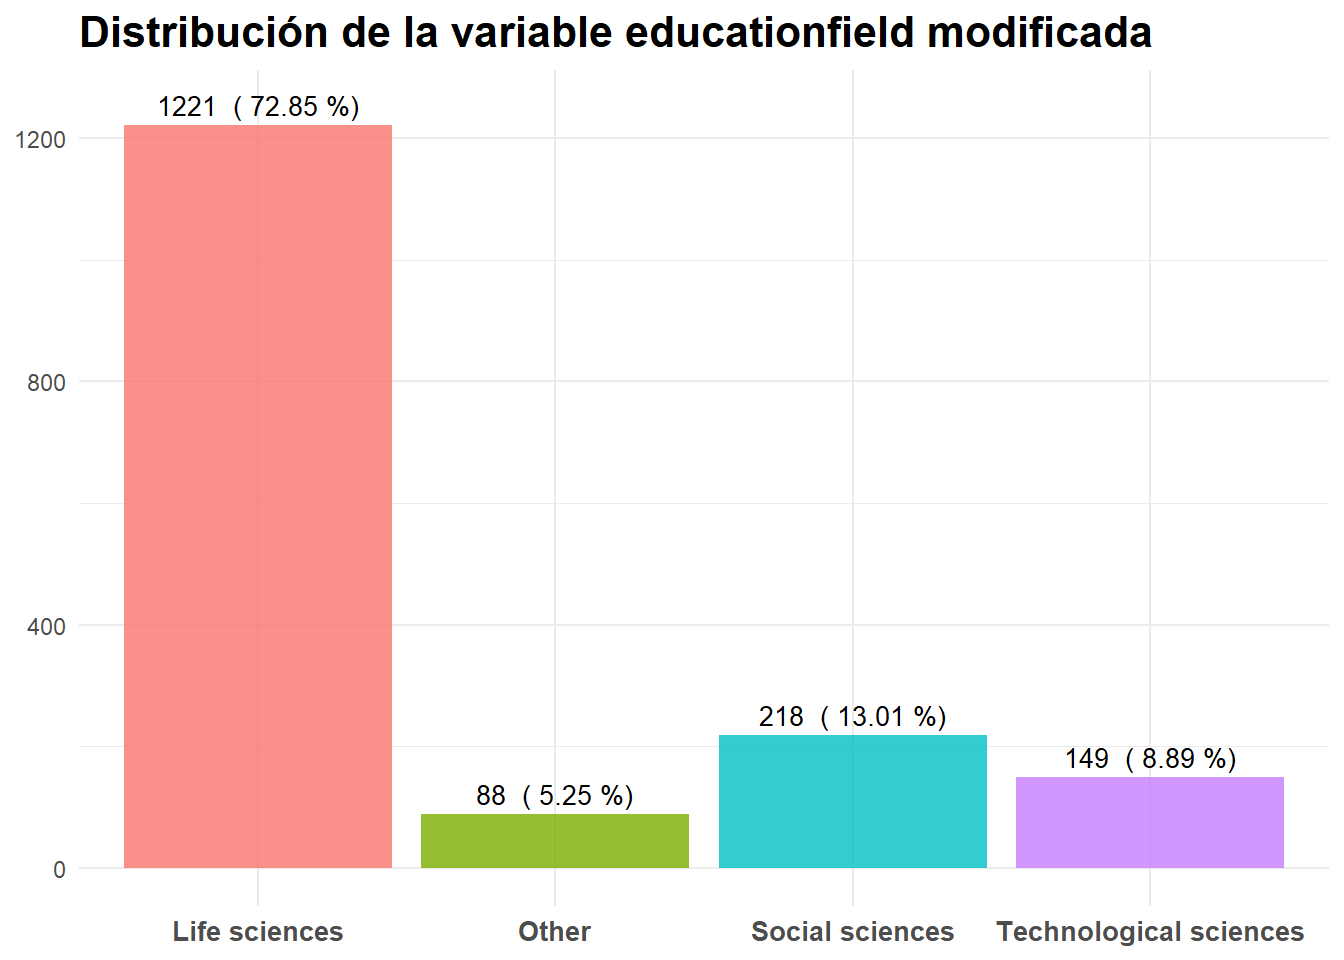 Distribución de la variable educationfield modificada
1221  ( 72.85 %)
1200
800
400
218  ( 13.01 %)
149  ( 8.89 %)
88  ( 5.25 %)
0
Life sciences
Other
Social sciences
Technological sciences